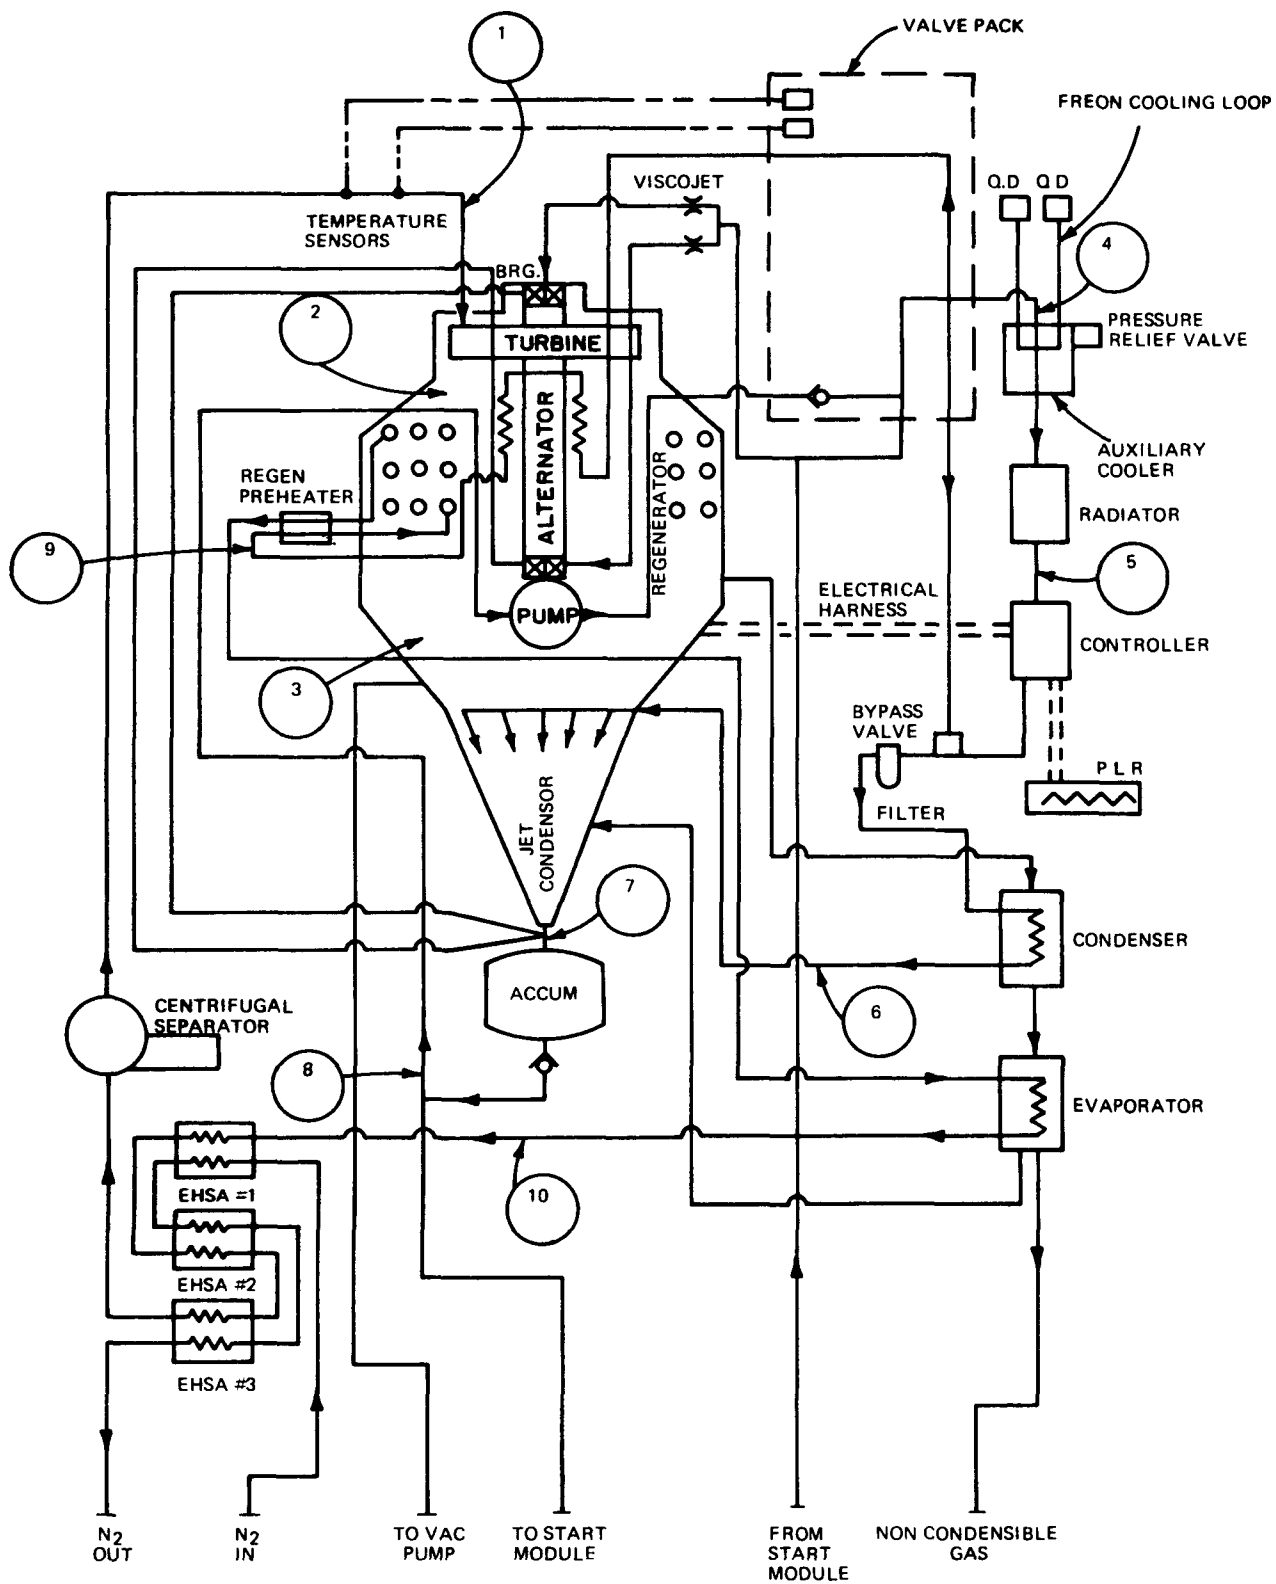 1
VALVE PACK
FREON COOLING LOOP
VISCOJET
Q.D
QD
TEMPERATURE
SENSORS
4
BRG.
2
PRESSURE
RELIEF VALVE
TURBINE
ALTERNATOR
AUXILIARY
COOLER
REGEN
PREHEATER
REGENERATOR
RADIATOR
9
5
ELECTRICAL
HARNESS
PUMP
CONTROLLER
3
BYPASS
VALVE
P L R
FILTER
JET
CONDENSOR
7
CONDENSER
ACCUM
CENTRIFUGAL
SEPARATOR
6
8
EVAPORATOR
EHSA #1
10
EHSA #2
EHSA #3
N2
OUT
N2
IN
TO VAC
PUMP
TO START
MODULE
FROM
START
MODULE
NON CONDENSIBLE
GAS